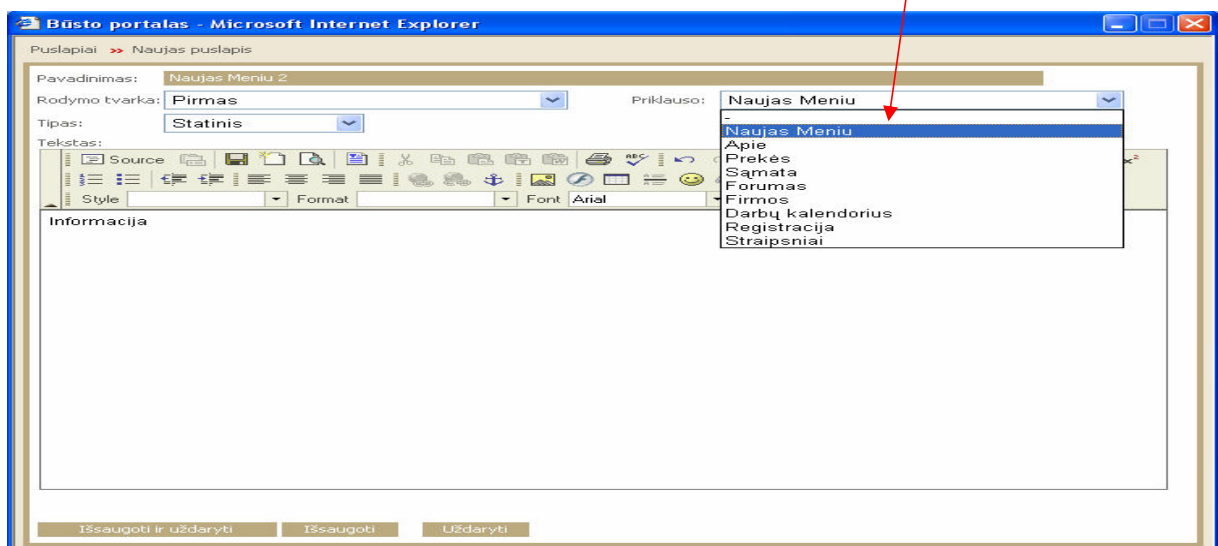 Būsto portalas - Microsoft Internet Explorer
Puslapiai » Naujas puslapis
Pavadinimas: Naujas Meniu 2
Rodymo tvarka: Pirmas Priklauso: Naujas Meniu
Tipas: Statinis
Tekstas:
-
Naujas Meniu
Apie
Prekės
Sąmata
Forumas
Firmos
Darbų kalendorius
Registracija
Straipsniai
Source
Style Format Font Arial
Informacija
Išsaugoti ir uždaryti Išsaugoti Uždaryti